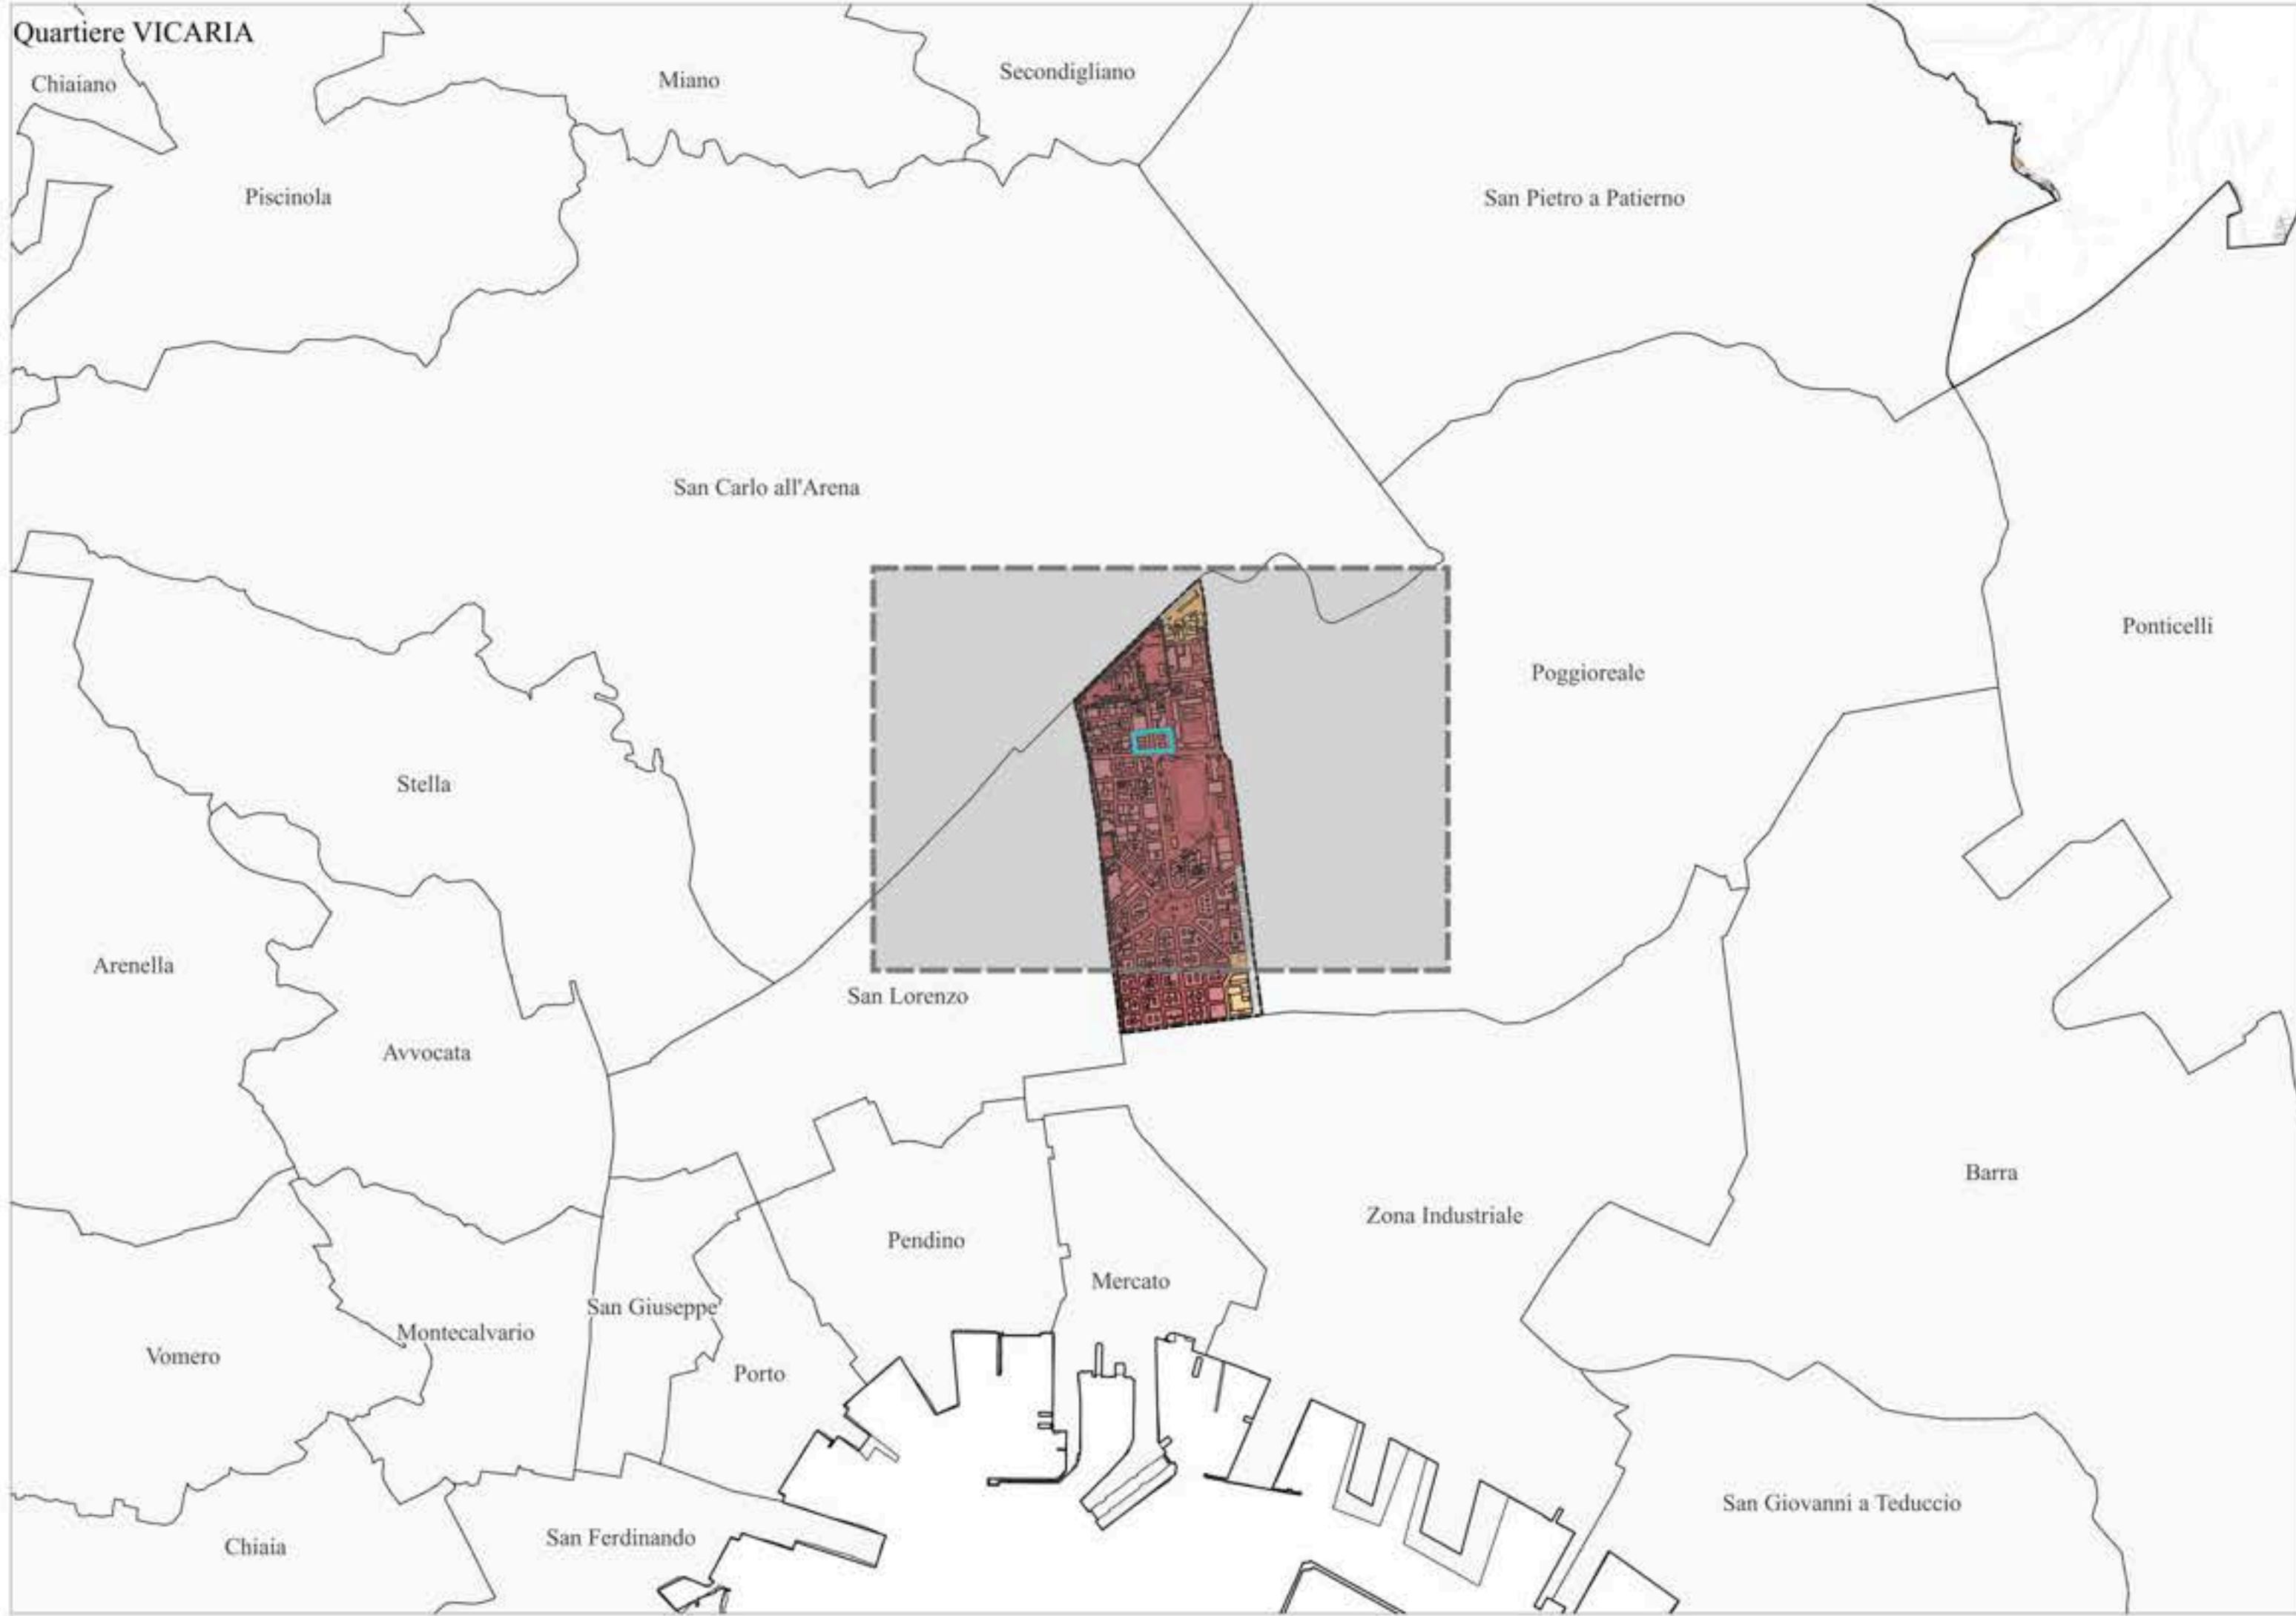 Quartiere VICARIA
Chiaiano
Miano
Secondigliano
Piscinola
San Pietro a Patierno
San Carlo all'Arena
Ponticelli
Poggioreale
Stella
Arenella
San Lorenzo
Avvocata
Barra
Zona Industriale
Pendino
Mercato
San Giuseppe
Montecalvario
Vomero
Porto
San Giovanni a Teduccio
San Ferdinando
Chiaia